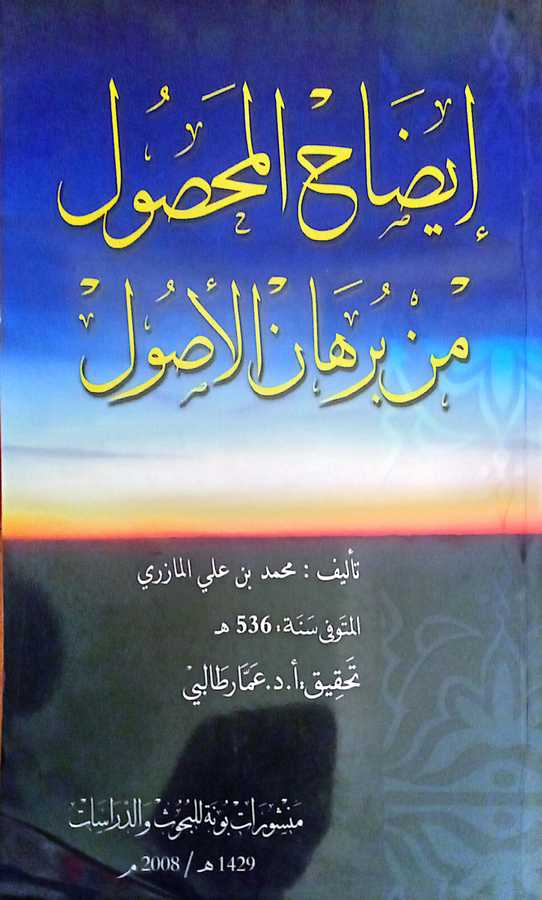 إيضاح المحصول
من برهان الأصول
تأليف : محمد بن علي المازري
المتوفى سنة : 536 هـ
تحقيق : أ.د. عمار طالبي
منشورات بونة للبحوث والدراسات
1429 هـ / 2008 م